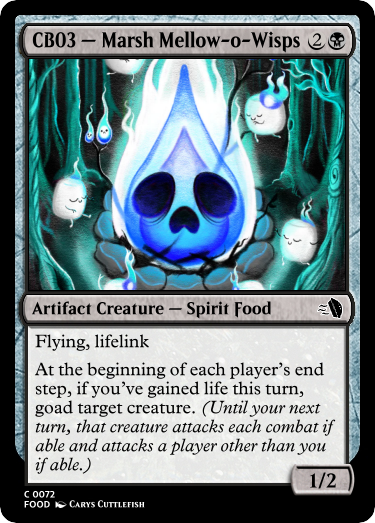 CB03 — Marsh Mellow-o-Wisps 2
Artifact Creature — Spirit Food
Flying, lifelink
At the beginning of each player's end
step, if you've gained life this turn,
goad target creature. (Until your next
turn, that creature attacks each combat if
able and attacks a player other than you
if able.)
1/2
C 0072
FOOD Carys Cuttlefish